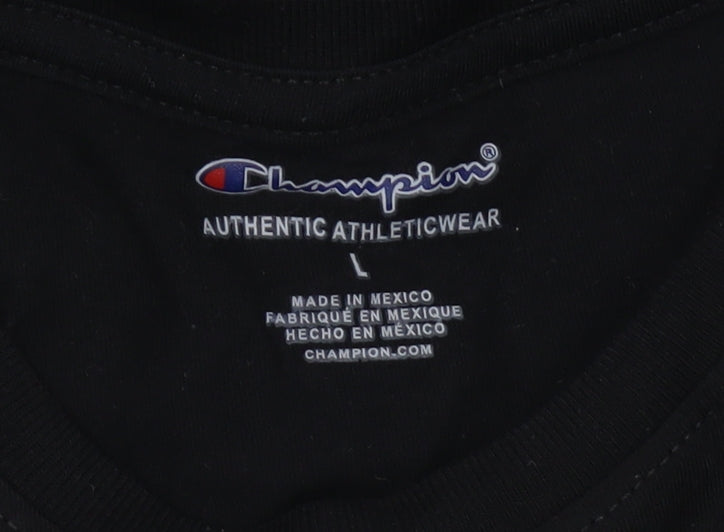 Champion®
AUTHENTIC ATHLETICWEAR
L
MADE IN MEXICO
FABRIQUÉ EN MEXIQUE
HECHO EN MÉXICO
CHAMPION.COM